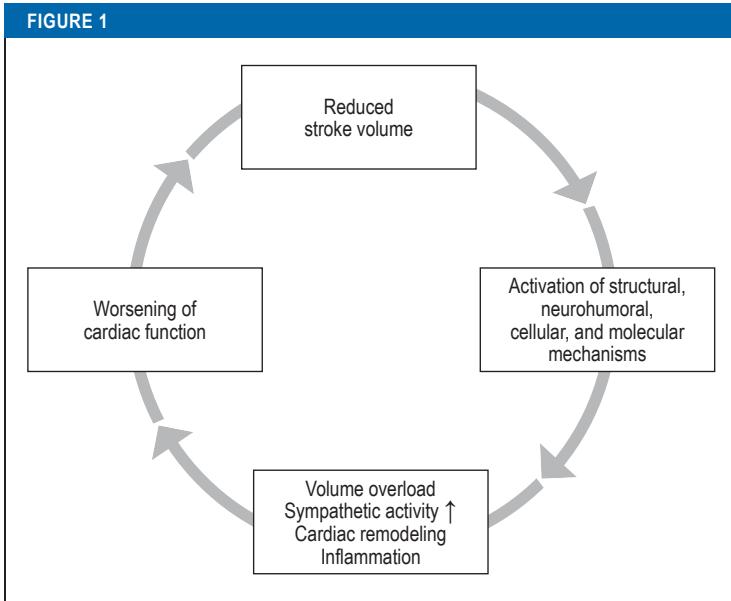 FIGURE 1
Reduced
stroke volume
Activation of structural,
neurohumoral,
cellular, and molecular
mechanisms
Volume overload
Sympathetic activity ↑
Cardiac remodeling
Inflammation
Worsening of
cardiac function